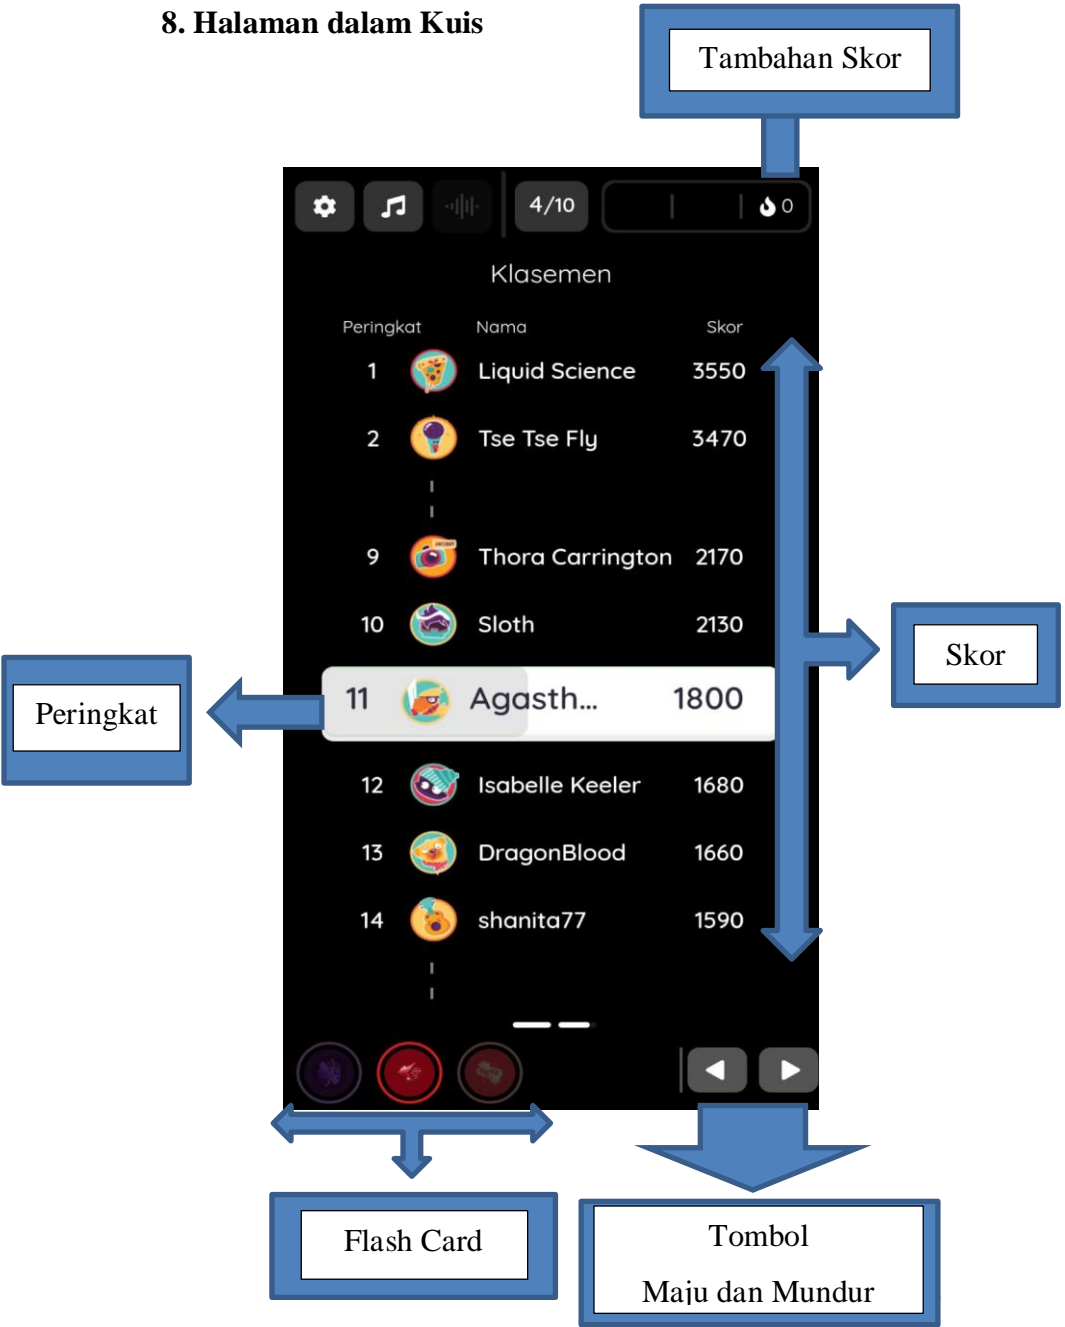 8. Halaman dalam Kuis
Tambahan Skor
4/10
0
Klasemen
Peringkat Nama Skor
1 Liquid Science 3550
2 Tse Tse Fly 3470
9 Thora Carrington 2170
10 Sloth 2130
11 Agasth... 1800
12 Isabelle Keeler 1680
13 DragonBlood 1660
14 shanita77 1590
Peringkat
Skor
Flash Card
Tombol
Maju dan Mundur